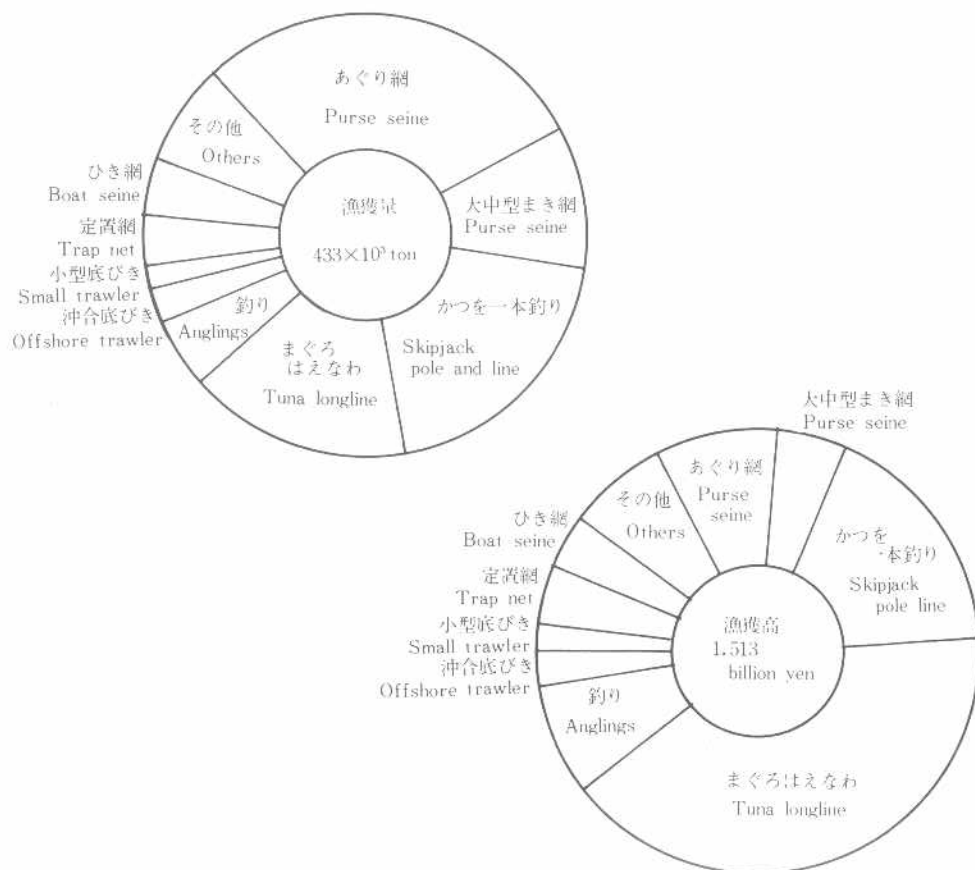 あぐり網
Purse seine
その他
Others
ひき網
Boat seine
定置網
Trap net
小型底びき
Small trawler
沖合底びき
Offshore trawler
釣り
Anglings
まぐろ
はえなわ
Tuna longline
かつを一本釣り
Skipjack
pole and line
大中型まき網
Purse seine
漁獲量
433×10³ ton
大中型まき網
Purse seine
あぐり網
Purse
seine
その他
Others
ひき網
Boat seine
定置網
Trap net
小型底びき
Small trawler
沖合底びき
Offshore trawler
釣り
Anglings
かつを
一本釣り
Skipjack
pole line
漁獲高
1.513
billion yen
まぐろはえなわ
Tuna longline